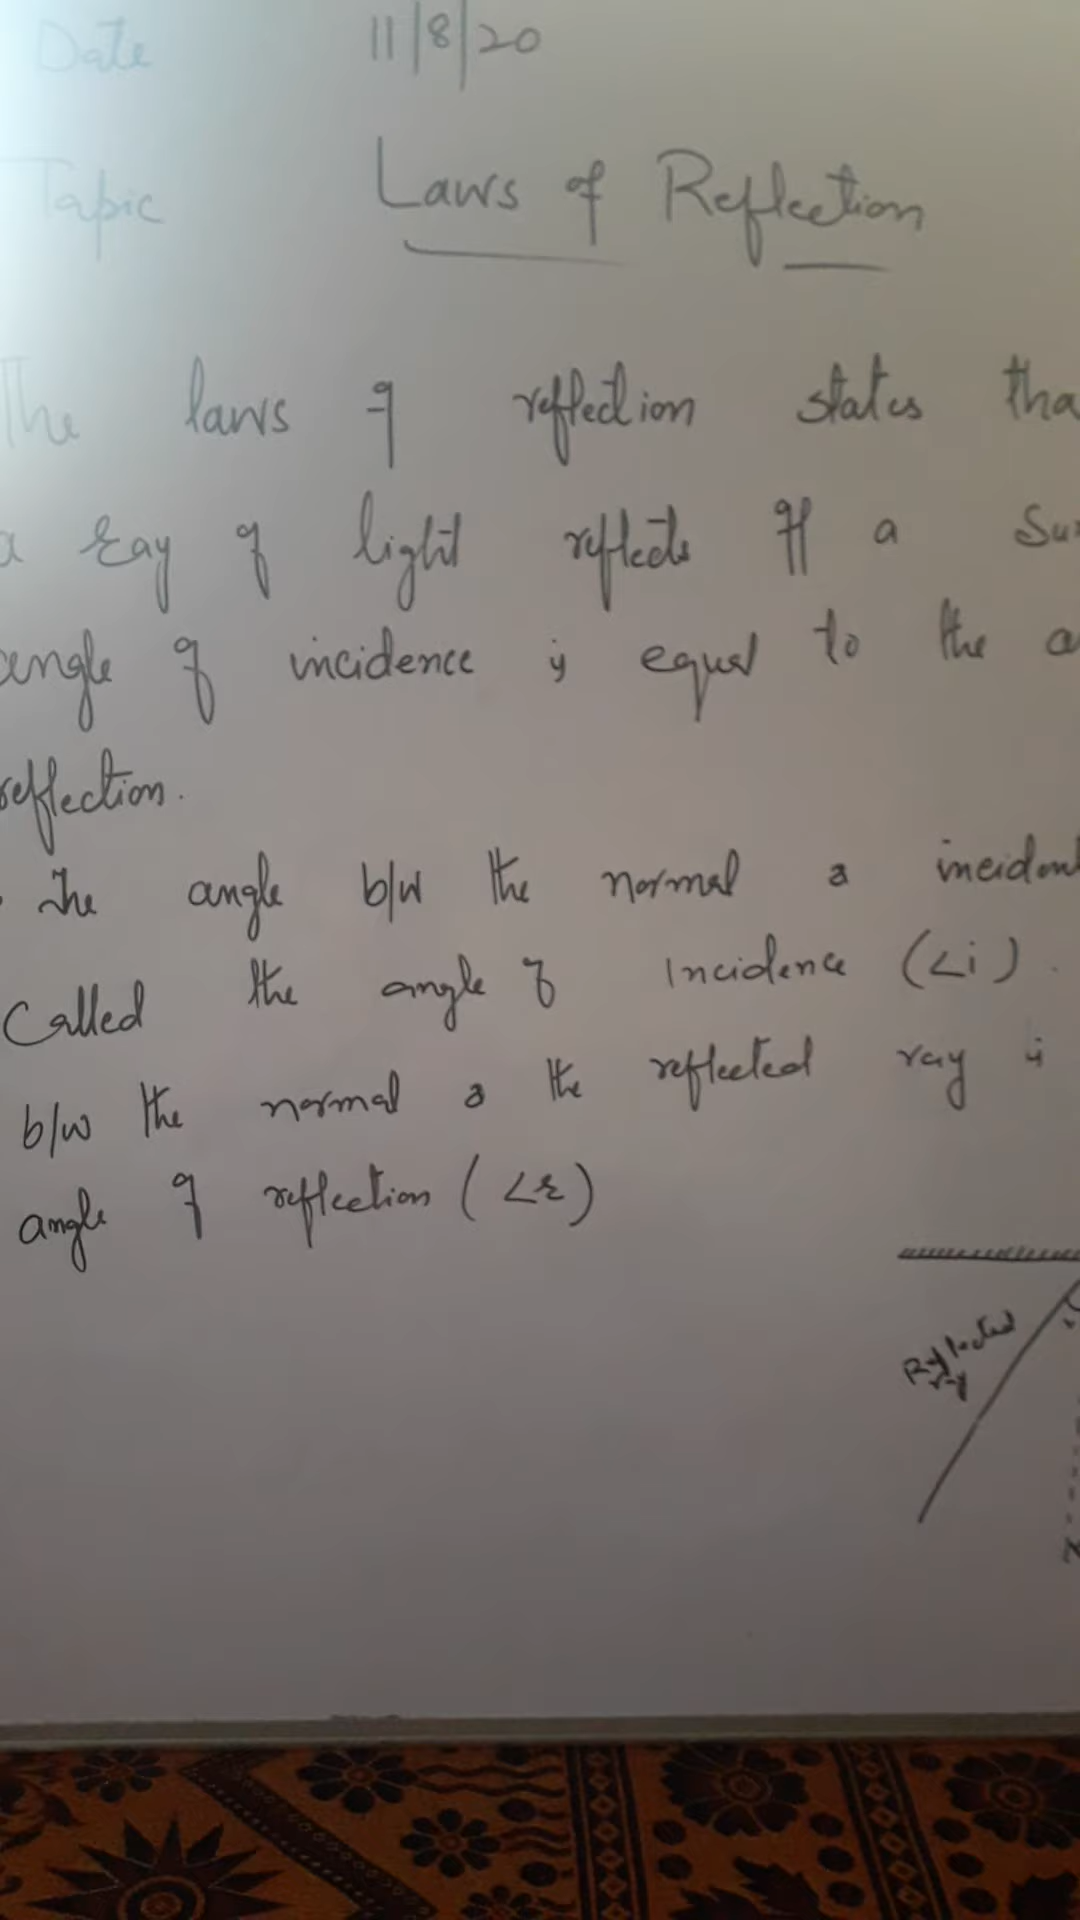 Date 11/8/20
Topic Laws of Reflection
The laws of reflection states tha
a ray of light reflects off a Sur
angle of incidence is equal to the a
reflection.
The angle b/w the normal & incident
Called the angle of Incidence (∠i).
b/w the normal & the reflected ray is
angle of reflection (∠r)
Reflected
ray
N